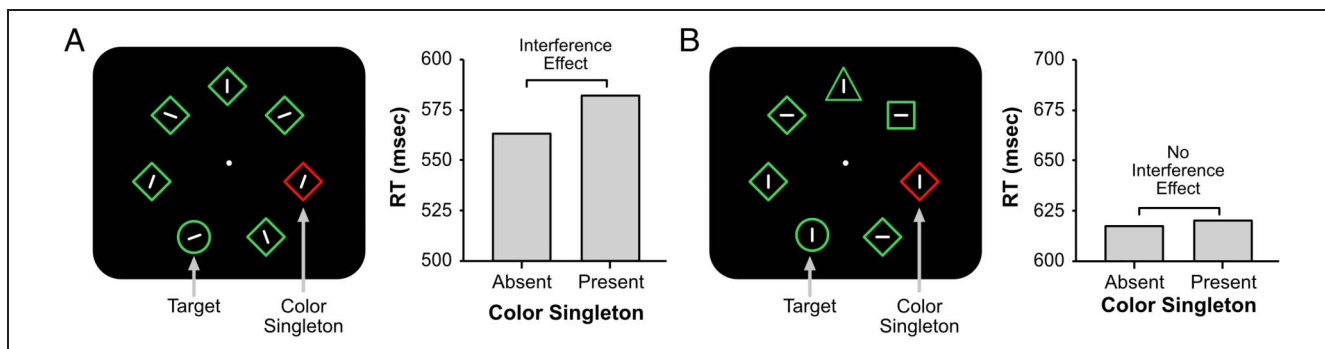 A
Target
Color
Singleton
600
575
550
525
500
RT (msec)
Interference
Effect
Absent
Present
Color Singleton
B
Target
Color
Singleton
700
675
650
625
600
RT (msec)
No
Interference
Effect
Absent
Present
Color Singleton